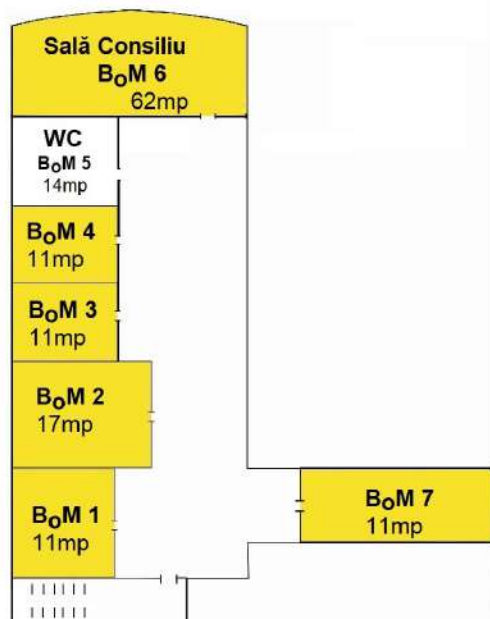 Sală Consiliu
BOM 6
62mp
WC
BOM 5
14mp
BOM 4
11mp
BOM 3
11mp
BOM 2
17mp
BOM 1
11mp
BOM 7
11mp